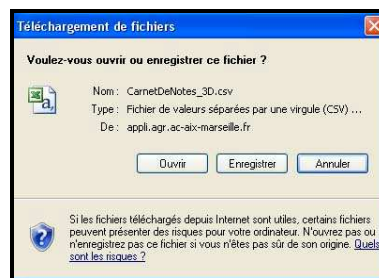 Téléchargement de fichiers
Voulez-vous ouvrir ou enregistrer ce fichier ?
Nom : CarnetDeNotes_3D.csv
Type : Fichier de valeurs séparées par une virgule (CSV) ...
De : appli.agr.ac-aix-marseille.fr
Ouvrir Enregistrer Annuler
Si les fichiers téléchargés depuis Internet sont utiles, certains fichiers
peuvent présenter des risques pour votre ordinateur. N'ouvrez pas ou
n'enregistrez pas ce fichier si vous n'êtes pas sûr de son origine. Quels
sont les risques ?